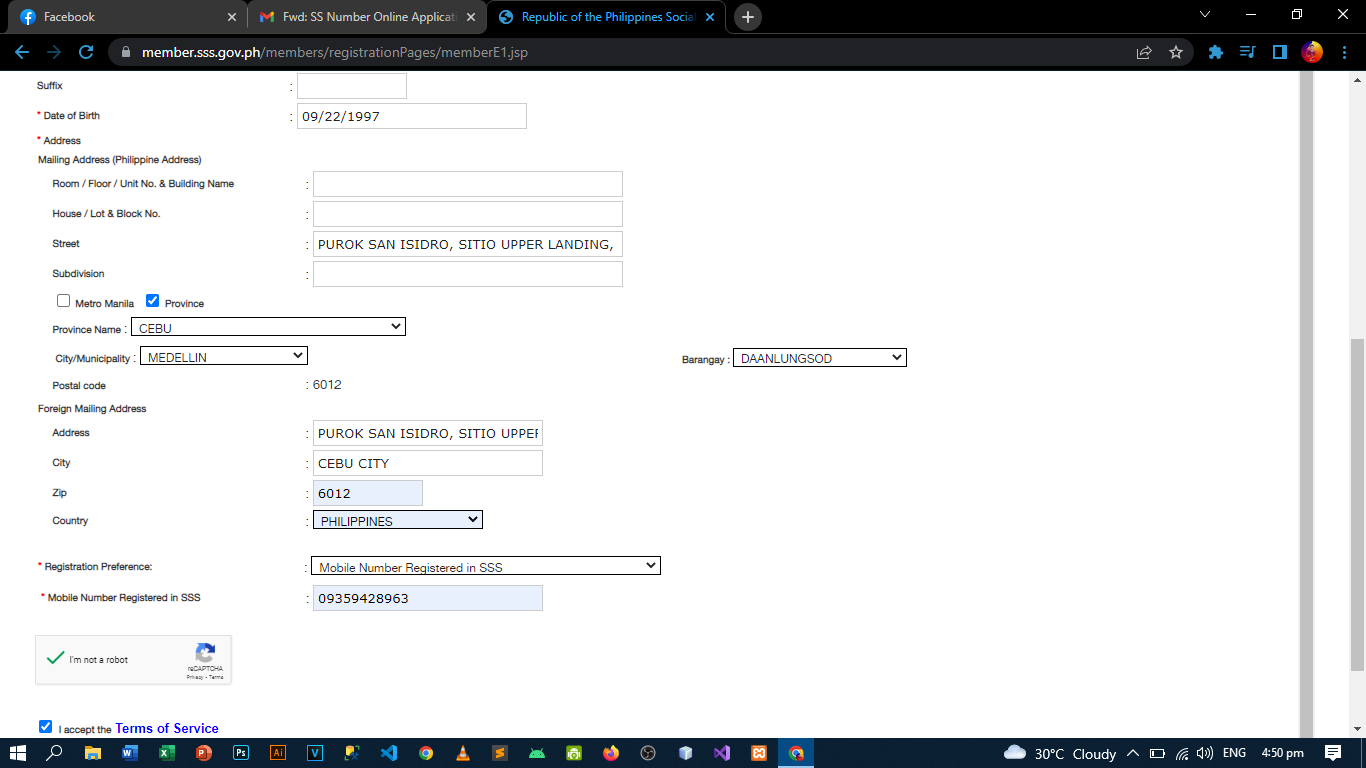 Facebook
Fwd: SS Number Online Applicati
Republic of the Philippines Social
member.sss.gov.ph/members/registrationPages/memberE1.jsp
Suffix :
* Date of Birth : 09/22/1997
* Address
Mailing Address (Philippine Address)
Room / Floor / Unit No. & Building Name :
House / Lot & Block No. :
Street : PUROK SAN ISIDRO, SITIO UPPER LANDING,
Subdivision :
Metro Manila Province
Province Name : CEBU
City/Municipality : MEDELLIN Barangay : DAANLUNGSOD
Postal code : 6012
Foreign Mailing Address
Address : PUROK SAN ISIDRO, SITIO UPPER
City : CEBU CITY
Zip : 6012
Country : PHILIPPINES
* Registration Preference: : Mobile Number Registered in SSS
* Mobile Number Registered in SSS : 09359428963
I'm not a robot
reCAPTCHA
Privacy - Terms
I accept the Terms of Service
30°C Cloudy ENG 4:50 pm